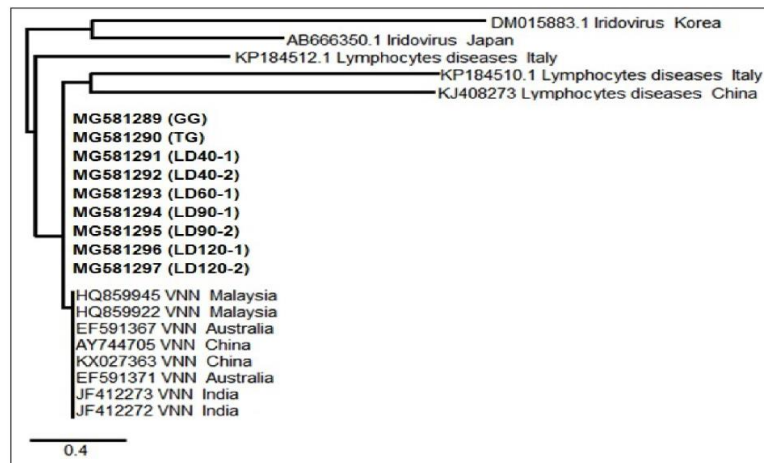 DM015883.1 Iridovirus Korea
AB666350.1 Iridovirus Japan
KP184512.1 Lymphocytes diseases Italy
KP184510.1 Lymphocytes diseases Italy
KJ408273 Lymphocytes diseases China
MG581289 (GG)
MG581290 (TG)
MG581291 (LD40-1)
MG581292 (LD40-2)
MG581293 (LD60-1)
MG581294 (LD90-1)
MG581295 (LD90-2)
MG581296 (LD120-1)
MG581297 (LD120-2)
HQ859945 VNN Malaysia
HQ859922 VNN Malaysia
EF591367 VNN Australia
AY744705 VNN China
KX027363 VNN China
EF591371 VNN Australia
JF412273 VNN India
JF412272 VNN India
0.4